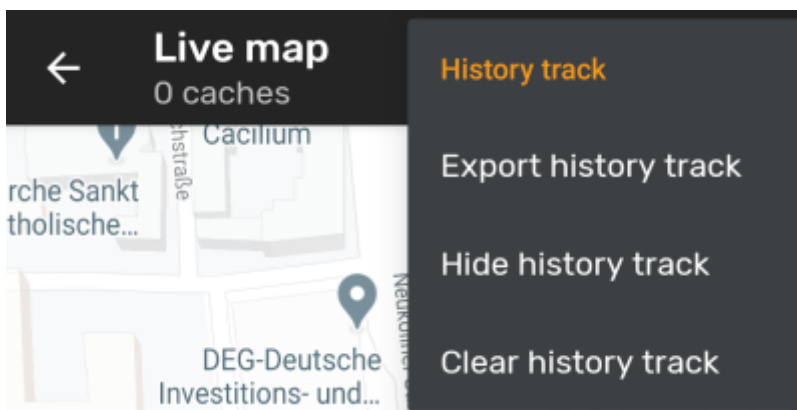 Live map
0 caches
History track
Export history track
Hide history track
Clear history track
Cacilium
chstraße
rche Sankt
tholische...
DEG-Deutsche
Investitions- und...